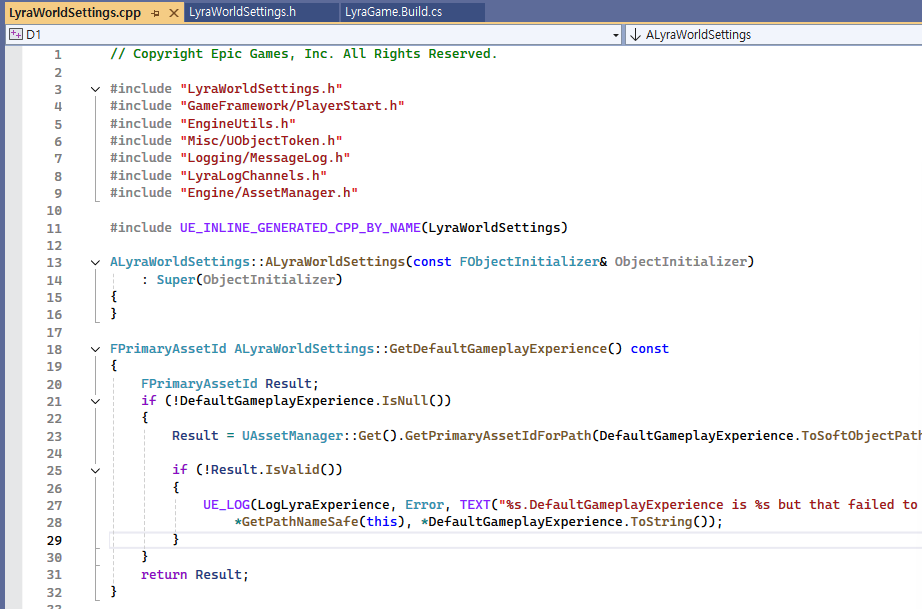 LyraWorldSettings.cpp LyraWorldSettings.h LyraGame.Build.cs
D1 ALyraWorldSettings
1 // Copyright Epic Games, Inc. All Rights Reserved.
2
3 #include "LyraWorldSettings.h"
4 #include "GameFramework/PlayerStart.h"
5 #include "EngineUtils.h"
6 #include "Misc/UObjectToken.h"
7 #include "Logging/MessageLog.h"
8 #include "LyraLogChannels.h"
9 #include "Engine/AssetManager.h"
10
11 #include UE_INLINE_GENERATED_CPP_BY_NAME(LyraWorldSettings)
12
13 ALyraWorldSettings::ALyraWorldSettings(const FObjectInitializer& ObjectInitializer)
14 : Super(ObjectInitializer)
15 {
16 }
17
18 FPrimaryAssetId ALyraWorldSettings::GetDefaultGameplayExperience() const
19 {
20 FPrimaryAssetId Result;
21 if (!DefaultGameplayExperience.IsNull())
22 {
23 Result = UAssetManager::Get().GetPrimaryAssetIdForPath(DefaultGameplayExperience.ToSoftObjectPath
24
25 if (!Result.IsValid())
26 {
27 UE_LOG(LogLyraExperience, Error, TEXT("%s.DefaultGameplayExperience is %s but that failed to
28 *GetPathNameSafe(this), *DefaultGameplayExperience.ToString());
29 }
30 }
31 return Result;
32 }